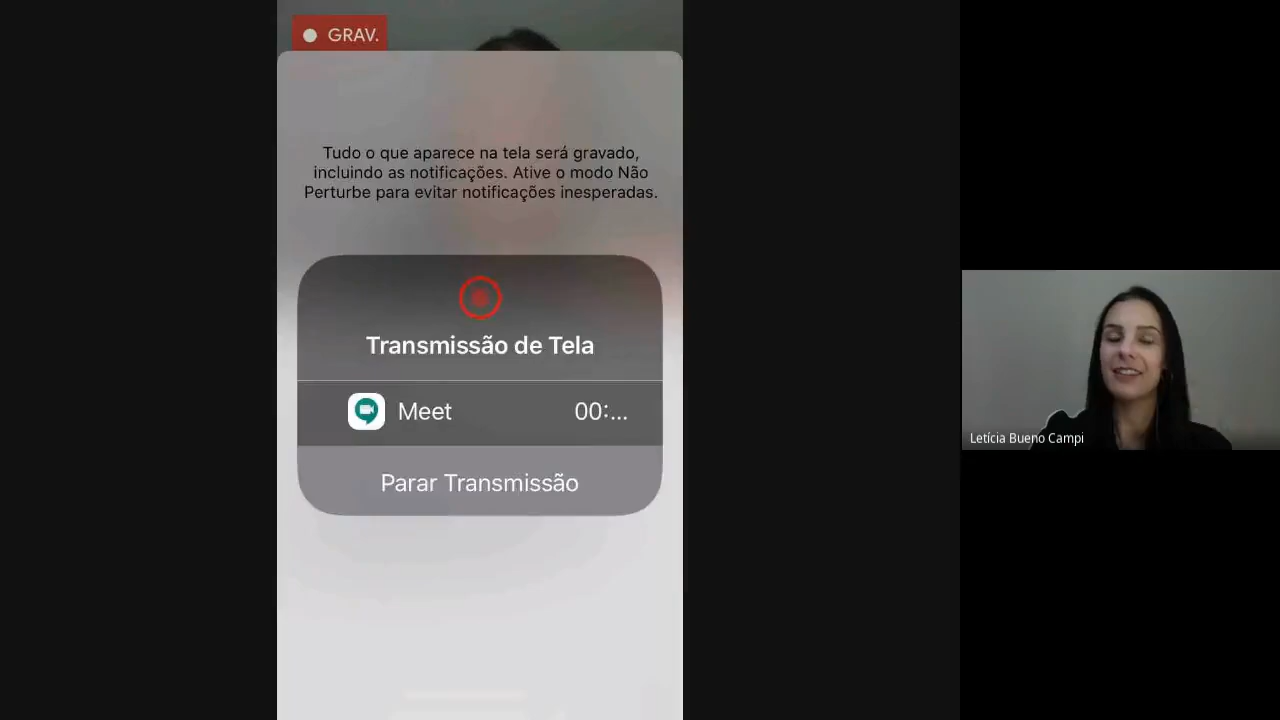 GRAV.
Tudo o que aparece na tela será gravado,
incluindo as notificações. Ative o modo Não
Perturbe para evitar notificações inesperadas.
Transmissão de Tela
Meet 00:...
Parar Transmissão
Letícia Bueno Campi